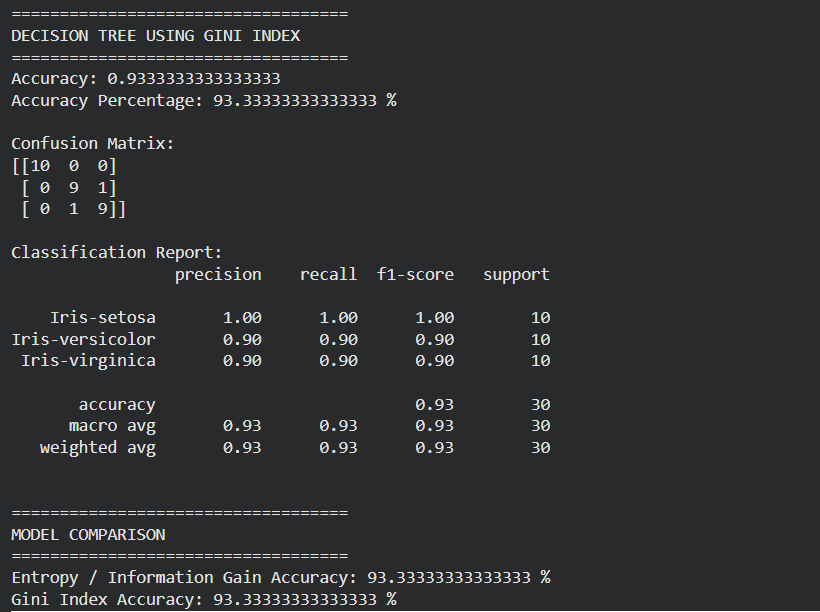 ===================================
DECISION TREE USING GINI INDEX
===================================
Accuracy: 0.9333333333333333
Accuracy Percentage: 93.33333333333333 %
Confusion Matrix:
[[10  0  0]
 [ 0  9  1]
 [ 0  1  9]]
Classification Report:
                 precision    recall  f1-score   support
    Iris-setosa       1.00      1.00      1.00        10
Iris-versicolor       0.90      0.90      0.90        10
 Iris-virginica       0.90      0.90      0.90        10
       accuracy                           0.93        30
      macro avg       0.93      0.93      0.93        30
   weighted avg       0.93      0.93      0.93        30
===================================
MODEL COMPARISON
===================================
Entropy / Information Gain Accuracy: 93.33333333333333 %
Gini Index Accuracy: 93.33333333333333 %